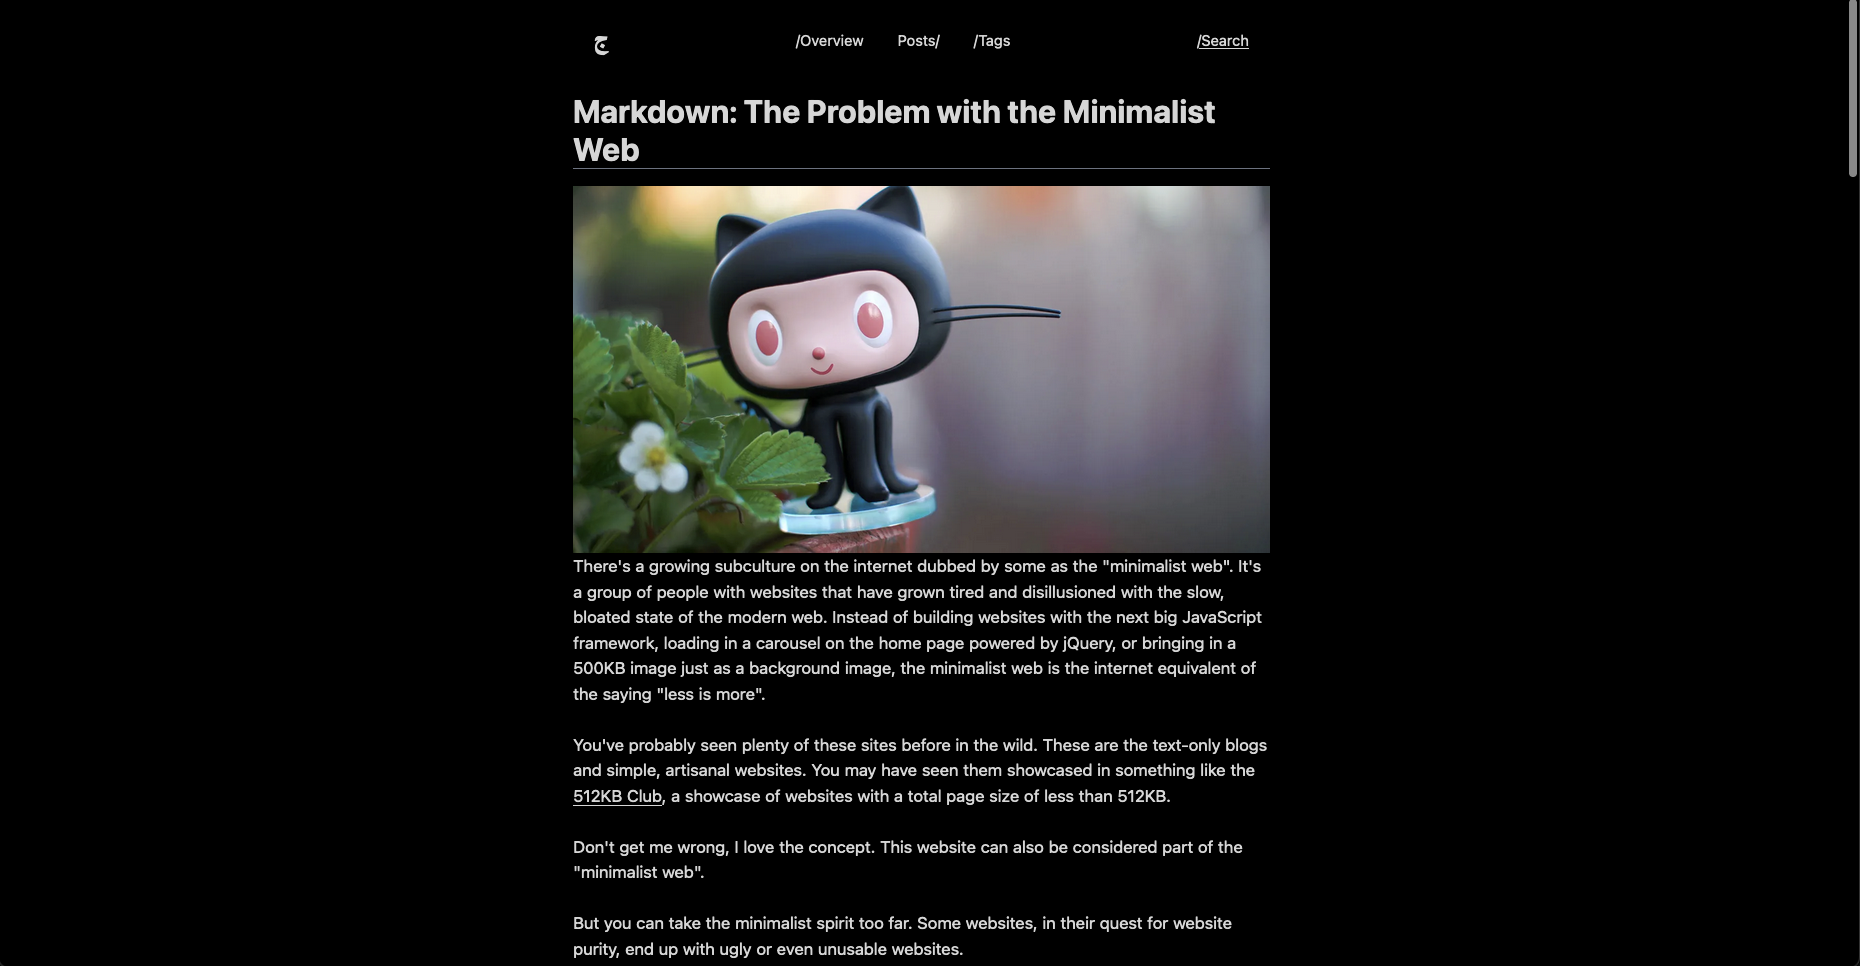 /Overview Posts/ /Tags /Search
Markdown: The Problem with the Minimalist
Web
There's a growing subculture on the internet dubbed by some as the "minimalist web". It's
a group of people with websites that have grown tired and disillusioned with the slow,
bloated state of the modern web. Instead of building websites with the next big JavaScript
framework, loading in a carousel on the home page powered by jQuery, or bringing in a
500KB image just as a background image, the minimalist web is the internet equivalent of
the saying "less is more".
You've probably seen plenty of these sites before in the wild. These are the text-only blogs
and simple, artisanal websites. You may have seen them showcased in something like the
512KB Club, a showcase of websites with a total page size of less than 512KB.
Don't get me wrong, I love the concept. This website can also be considered part of the
"minimalist web".
But you can take the minimalist spirit too far. Some websites, in their quest for website
purity, end up with ugly or even unusable websites.